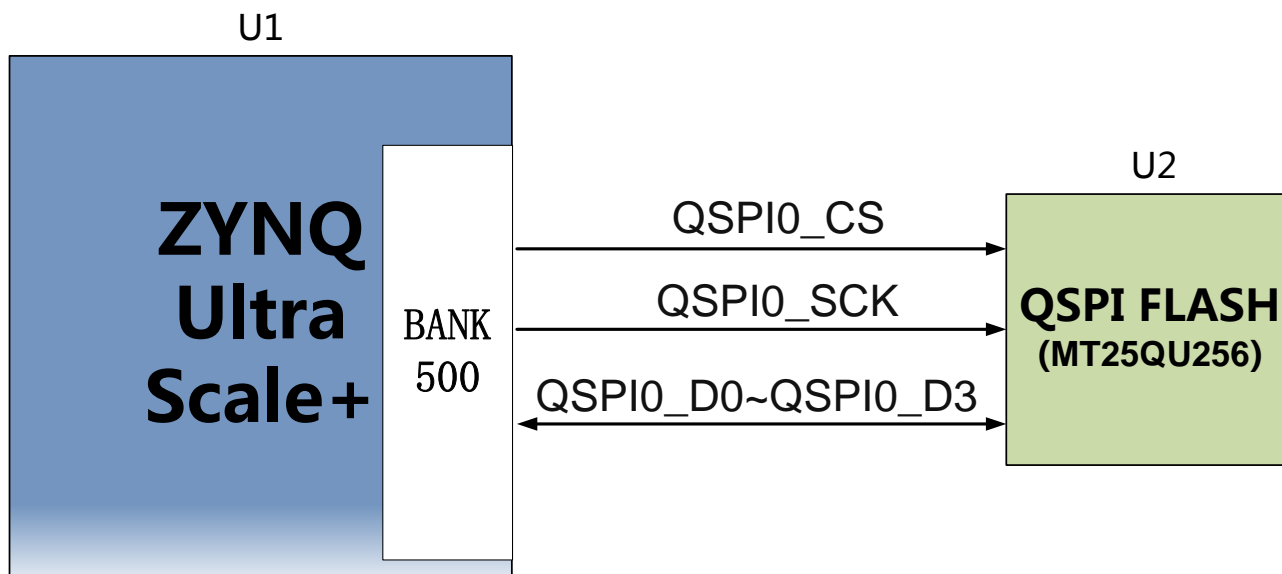 U1
ZYNQ
Ultra
Scale+
BANK
500
QSPI0_CS
QSPI0_SCK
QSPI0_D0~QSPI0_D3
U2
QSPI FLASH
(MT25QU256)